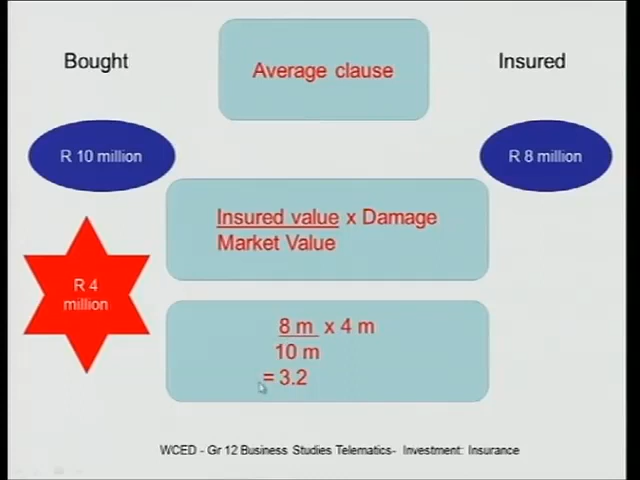 Bought
Average clause
Insured
R 10 million
R 8 million
Insured value x Damage
Market Value
R 4
million
8 m x 4 m
10 m
= 3.2
WCED - Gr 12 Business Studies Telematics- Investment: Insurance